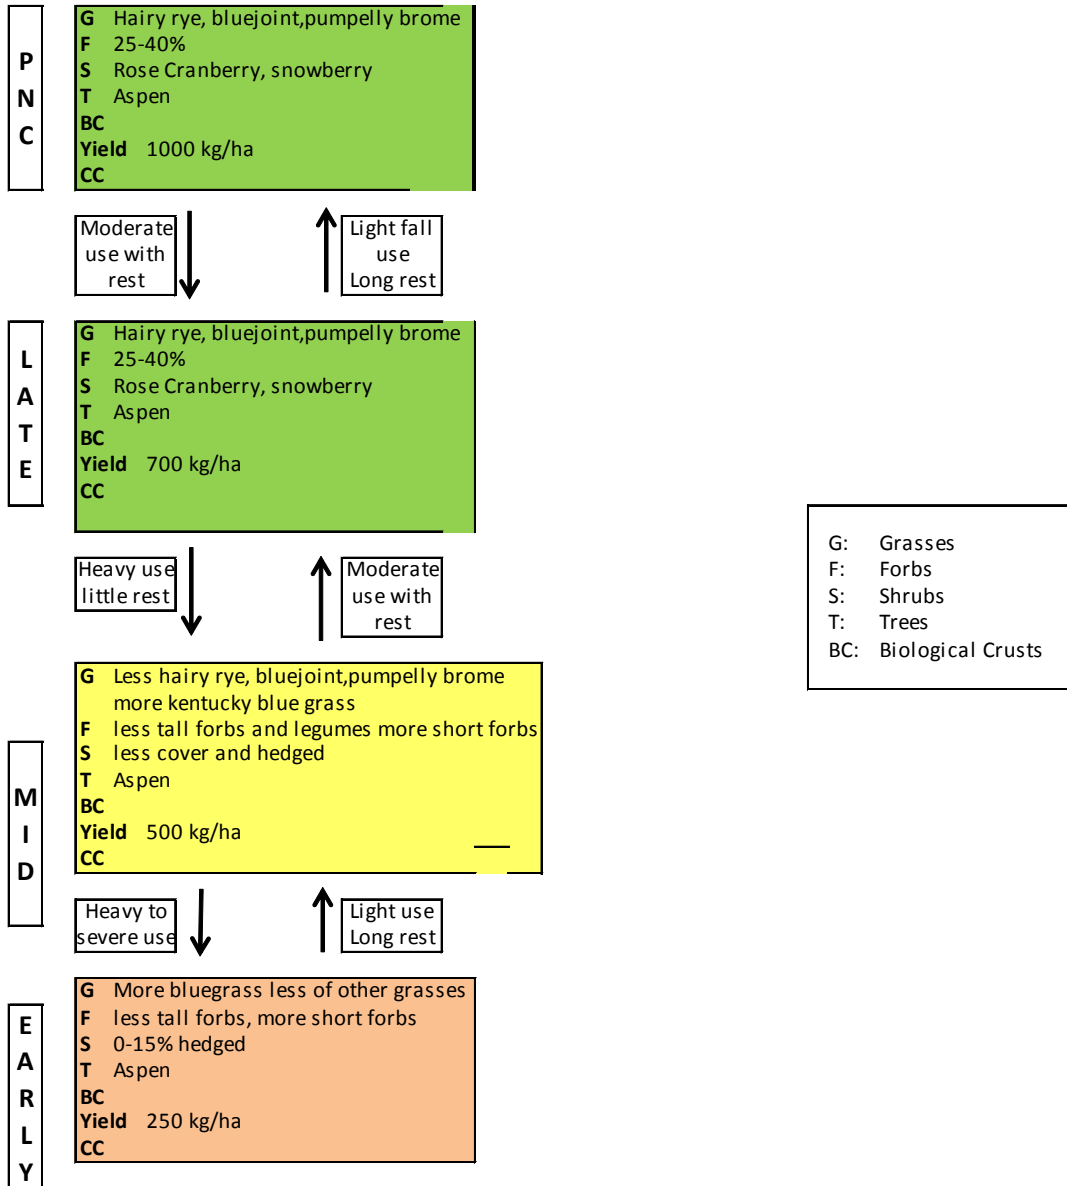 P
N
C
G Hairy rye, bluejoint,pumpelly brome
F 25-40%
S Rose Cranberry, snowberry
T Aspen
BC
Yield 1000 kg/ha
CC
Moderate
use with
rest
Light fall
use
Long rest
L
A
T
E
G Hairy rye, bluejoint,pumpelly brome
F 25-40%
S Rose Cranberry, snowberry
T Aspen
BC
Yield 700 kg/ha
CC
Heavy use
little rest
Moderate
use with
rest
G: Grasses
F: Forbs
S: Shrubs
T: Trees
BC: Biological Crusts
M
I
D
G Less hairy rye, bluejoint,pumpelly brome
more kentucky blue grass
F less tall forbs and legumes more short forbs
S less cover and hedged
T Aspen
BC
Yield 500 kg/ha
CC
Heavy to
severe use
Light use
Long rest
E
A
R
L
Y
G More bluegrass less of other grasses
F less tall forbs, more short forbs
S 0-15% hedged
T Aspen
BC
Yield 250 kg/ha
CC